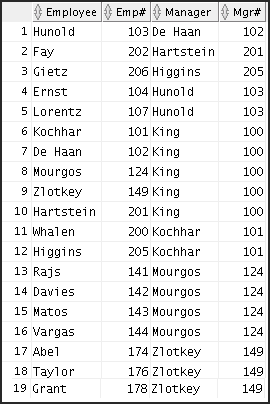 Employee Emp# Manager Mgr#
1 Hunold 103 De Haan 102
2 Fay 202 Hartstein 201
3 Gietz 206 Higgins 205
4 Ernst 104 Hunold 103
5 Lorentz 107 Hunold 103
6 Kochhar 101 King 100
7 De Haan 102 King 100
8 Mourgos 124 King 100
9 Zlotkey 149 King 100
10 Hartstein 201 King 100
11 Whalen 200 Kochhar 101
12 Higgins 205 Kochhar 101
13 Rajs 141 Mourgos 124
14 Davies 142 Mourgos 124
15 Matos 143 Mourgos 124
16 Vargas 144 Mourgos 124
17 Abel 174 Zlotkey 149
18 Taylor 176 Zlotkey 149
19 Grant 178 Zlotkey 149